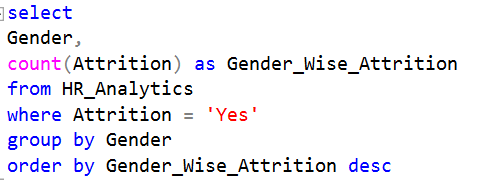 select
Gender,
count(Attrition) as Gender_Wise_Attrition
from HR_Analytics
where Attrition = 'Yes'
group by Gender
order by Gender_Wise_Attrition desc